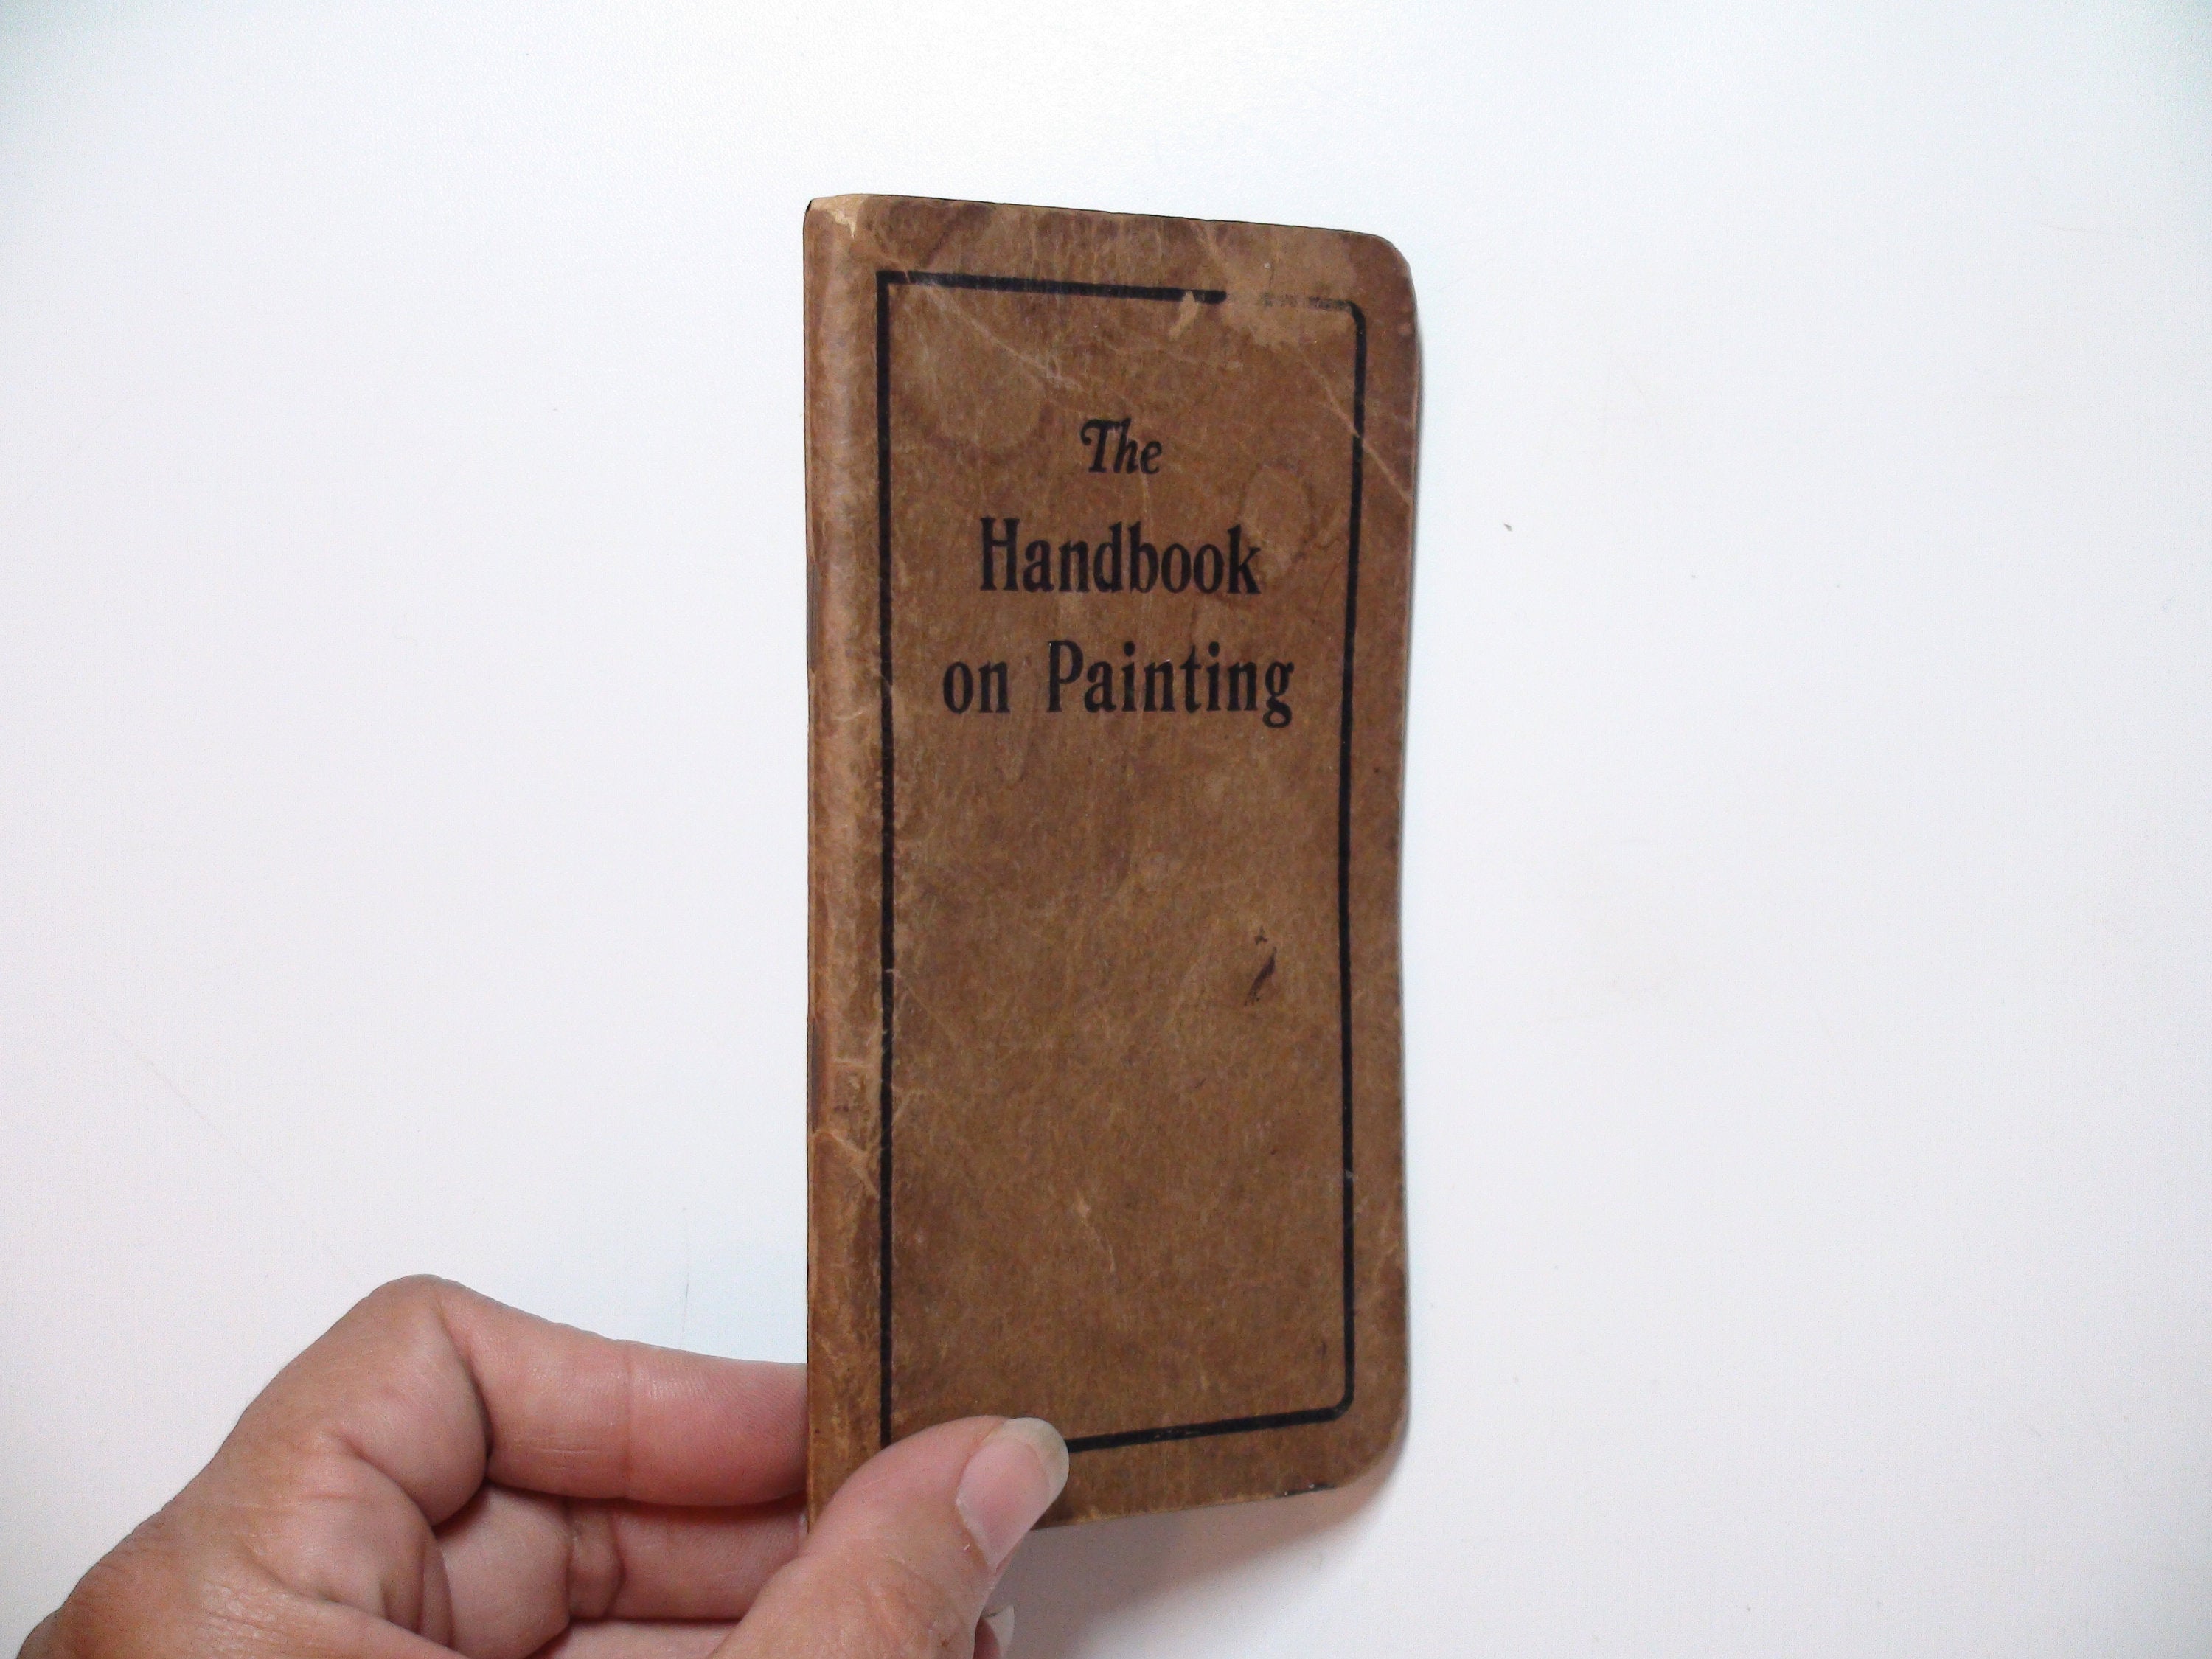 The
Handbook
on Painting